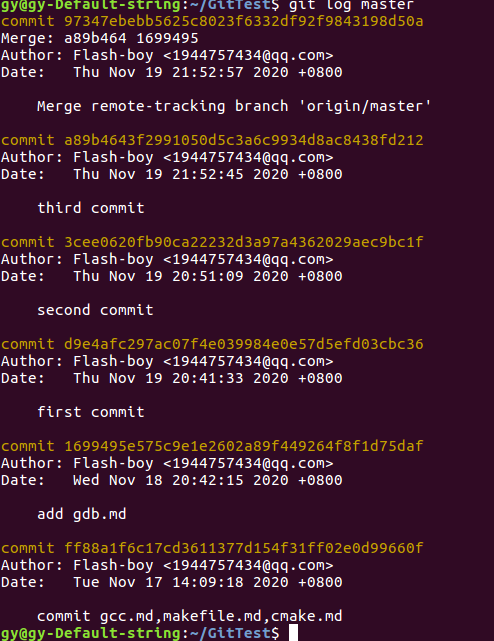 gy@gy-Default-string:~/GitTest$ git log master
commit 97347ebebb5625c8023f6332df92f9843198d50a
Merge: a89b464 1699495
Author: Flash-boy <1944757434@qq.com>
Date:   Thu Nov 19 21:52:57 2020 +0800
    Merge remote-tracking branch 'origin/master'
commit a89b4643f2991050d5c3a6c9934d8ac8438fd212
Author: Flash-boy <1944757434@qq.com>
Date:   Thu Nov 19 21:52:45 2020 +0800
    third commit
commit 3cee0620fb90ca22232d3a97a4362029aec9bc1f
Author: Flash-boy <1944757434@qq.com>
Date:   Thu Nov 19 20:51:09 2020 +0800
    second commit
commit d9e4afc297ac07f4e039984e0e57d5efd03cbc36
Author: Flash-boy <1944757434@qq.com>
Date:   Thu Nov 19 20:41:33 2020 +0800
    first commit
commit 1699495e575c9e1e2602a89f449264f8f1d75daf
Author: Flash-boy <1944757434@qq.com>
Date:   Wed Nov 18 20:42:15 2020 +0800
    add gdb.md
commit ff88a1f6c17cd3611377d154f31ff02e0d99660f
Author: Flash-boy <1944757434@qq.com>
Date:   Tue Nov 17 14:09:18 2020 +0800
    commit gcc.md,makefile.md,cmake.md
gy@gy-Default-string:~/GitTest$